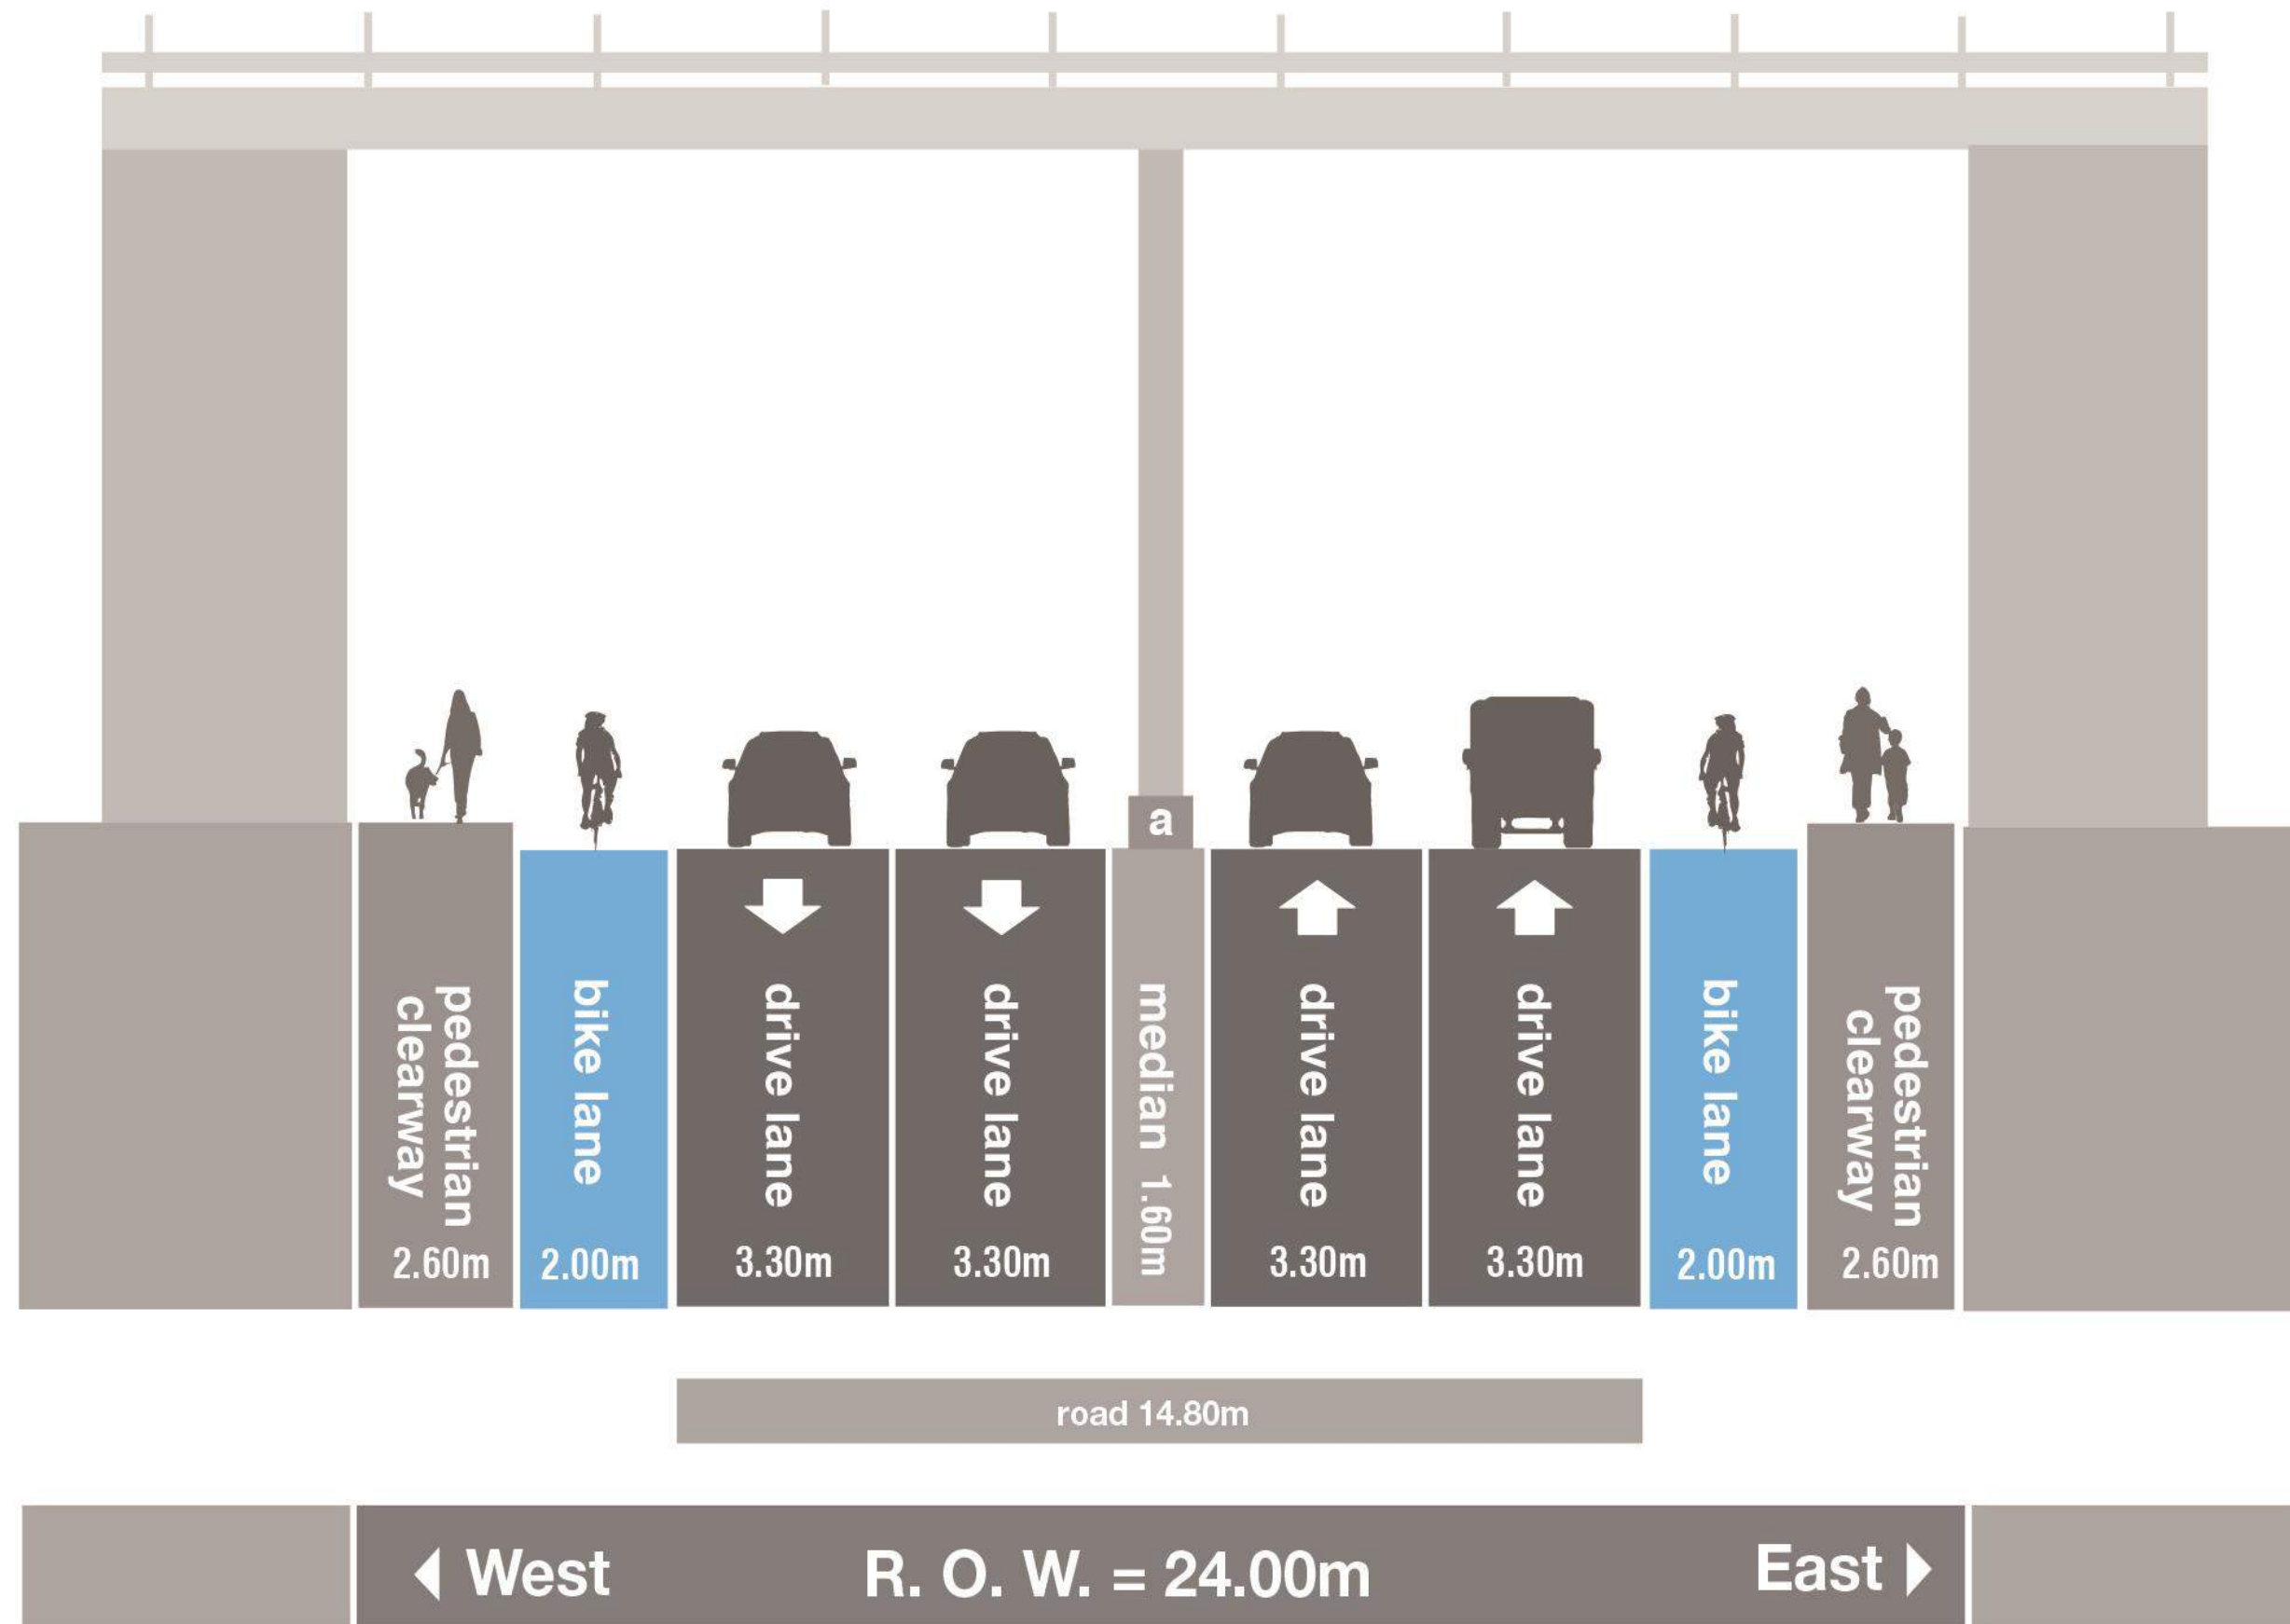 a
pedestrian
clearway
2.60m
bike lane
2.00m
drive lane
3.30m
drive lane
3.30m
median 1.60m
drive lane
3.30m
drive lane
3.30m
bike lane
2.00m
pedestrian
clearway
2.60m
road 14.80m
West
R. O. W. = 24.00m
East